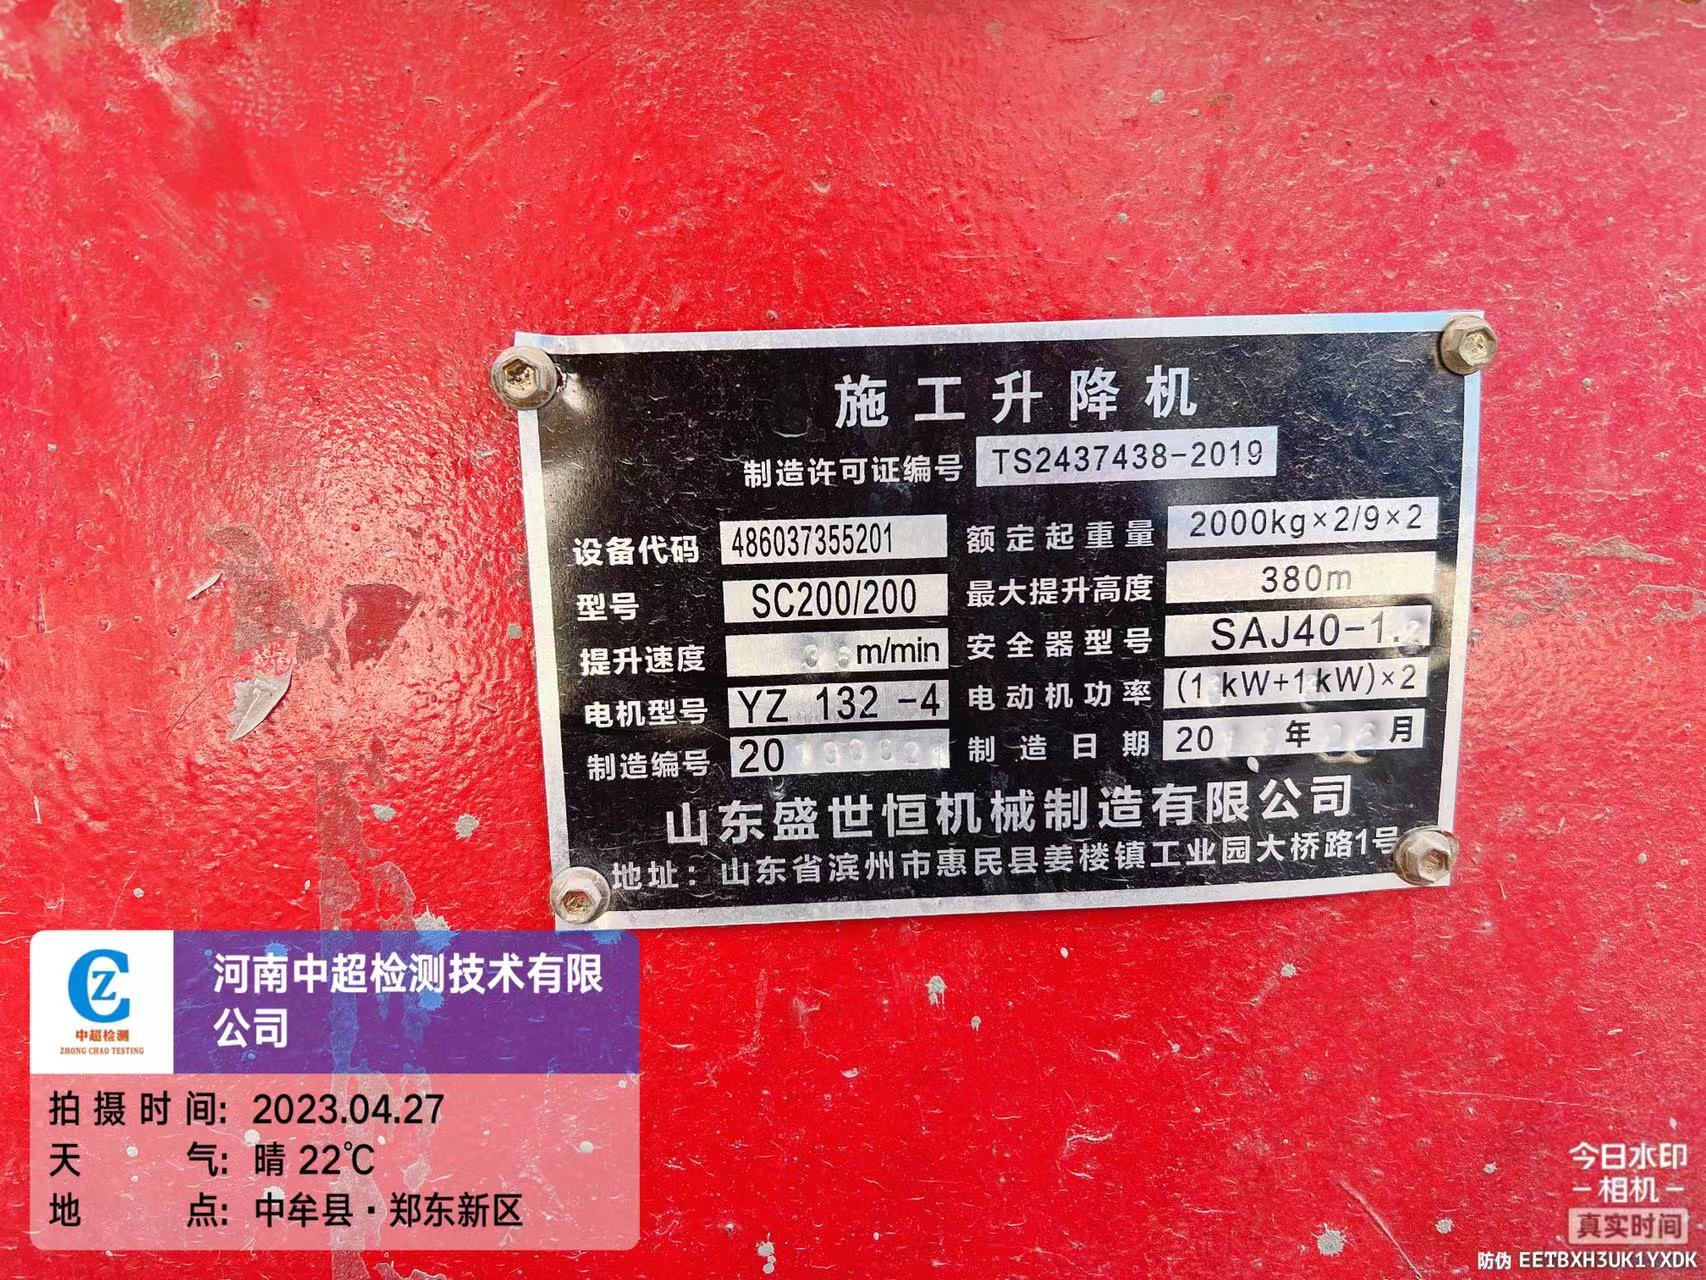 施工升降机
制造许可证编号 TS2437438-2019
设备代码 486037355201 额定起重量 2000kg×2/9×2
型号 SC200/200 最大提升高度 380m
提升速度 36 m/min 安全器型号 SAJ40-1.2
电机型号 YZ 132 -4 电动机功率 (1 kW+1 kW)×2
制造编号 20 制造日期 20 年 月
山东盛世恒机械制造有限公司
地址：山东省滨州市惠民县姜楼镇工业园大桥路1号
CZ
中超检测
ZHONG CHAO TESTING
河南中超检测技术有限
公司
拍摄时间: 2023.04.27
天气: 晴 22℃
地点: 中牟县·郑东新区
今日水印
-相机-
真实时间
防伪 EETBXH3UK1YXDK